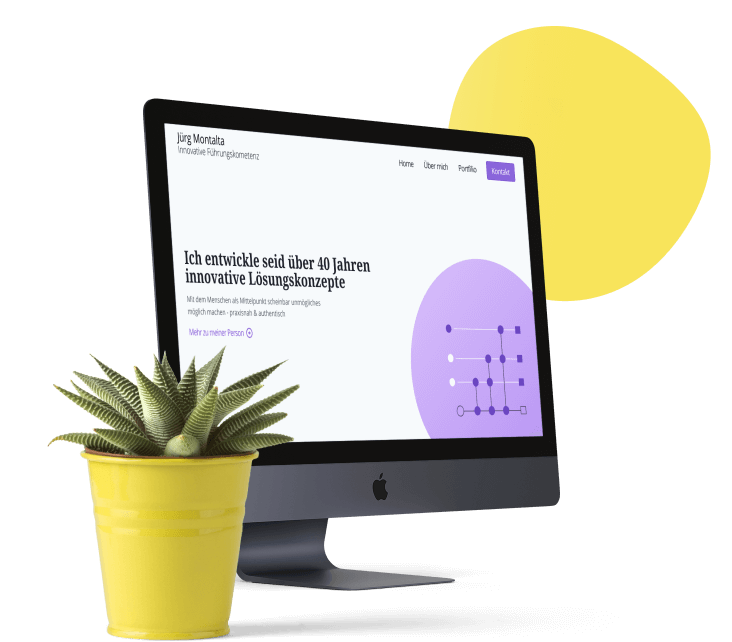 Jürg Montalta
Innovative Führungskometenz
Home Über mich Portfilio Kontakt
Ich entwickle seid über 40 Jahren
innovative Lösungskonzepte
Mit dem Menschen als Mittelpunkt scheinbar unmögliches
möglich machen - praxisnah & authentisch
Mehr zu meiner Person